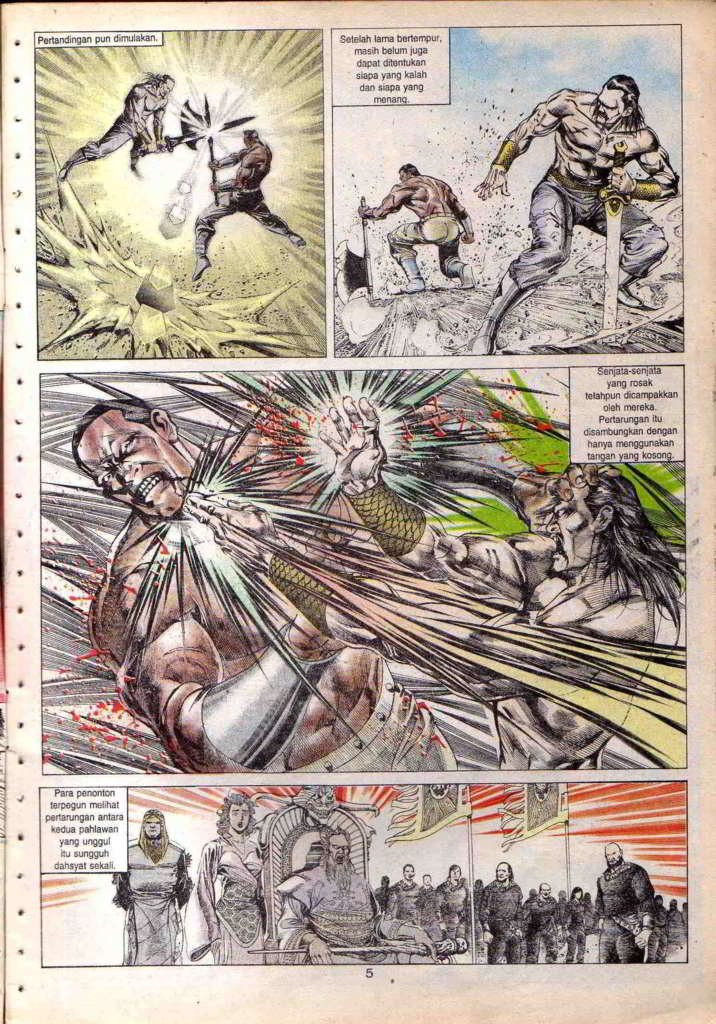 Pertandingan pun dimulakan.
Setelah lama bertempur,
masih belum juga
dapat ditentukan
siapa yang kalah
dan siapa yang
menang.
Senjata-senjata
yang rosak
telahpun dicampakkan
oleh mereka.
Pertarungan itu
disambungkan dengan
hanya menggunakan
tangan yang kosong.
Para penonton
terpegun melihat
pertarungan antara
kedua pahlawan
yang unggul
itu sungguh
dahsyat sekali.
5